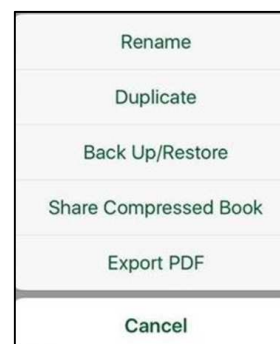 Rename
Duplicate
Back Up/Restore
Share Compressed Book
Export PDF
Cancel